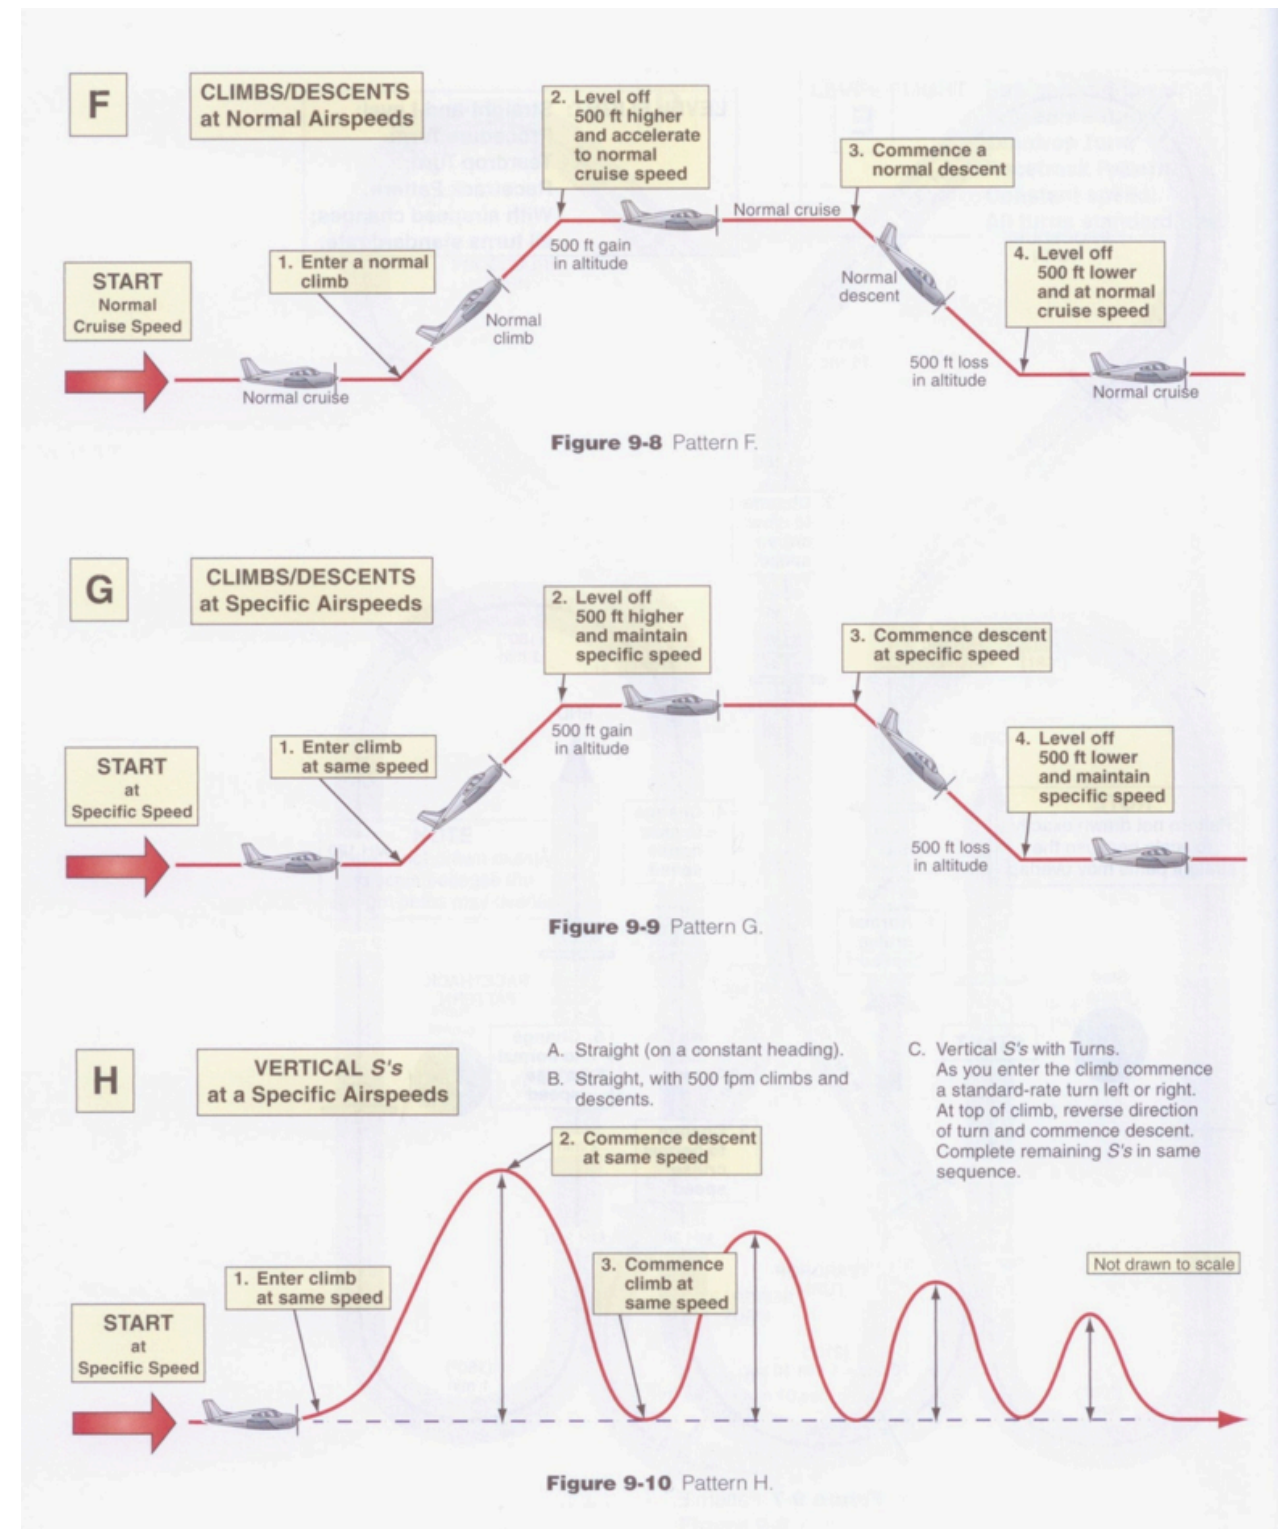 F
CLIMBS/DESCENTS
at Normal Airspeeds
2. Level off
500 ft higher
and accelerate
to normal
cruise speed
3. Commence a
normal descent
Normal cruise
500 ft gain
in altitude
1. Enter a normal
climb
START
Normal
Cruise Speed
Normal
climb
Normal
descent
4. Level off
500 ft lower
and at normal
cruise speed
500 ft loss
in altitude
Normal cruise
Normal cruise
Figure 9-8 Pattern F.
G
CLIMBS/DESCENTS
at Specific Airspeeds
2. Level off
500 ft higher
and maintain
specific speed
3. Commence descent
at specific speed
500 ft gain
in altitude
1. Enter climb
at same speed
START
at
Specific Speed
4. Level off
500 ft lower
and maintain
specific speed
500 ft loss
in altitude
Figure 9-9 Pattern G.
H
VERTICAL S's
at a Specific Airspeeds
A. Straight (on a constant heading).
B. Straight, with 500 fpm climbs and
descents.
C. Vertical S's with Turns.
As you enter the climb commence
a standard-rate turn left or right.
At top of climb, reverse direction
of turn and commence descent.
Complete remaining S's in same
sequence.
2. Commence descent
at same speed
1. Enter climb
at same speed
3. Commence
climb at
same speed
Not drawn to scale
START
at
Specific Speed
Figure 9-10 Pattern H.